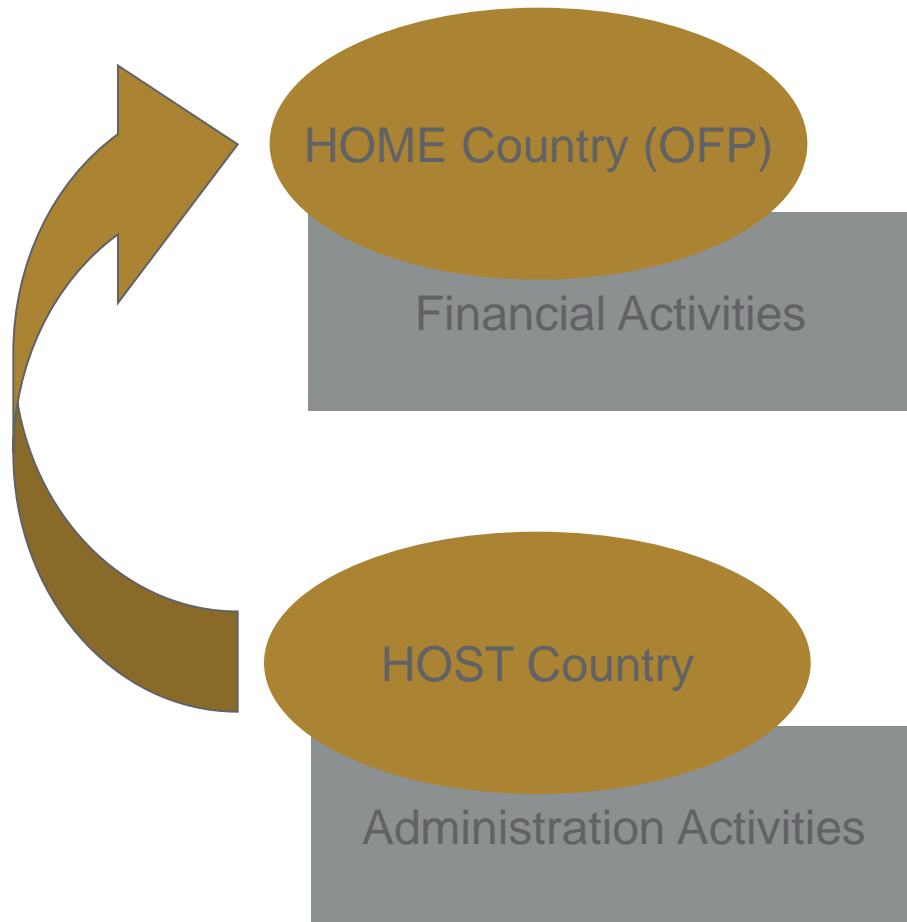 HOME Country (OFP)
Financial Activities
HOST Country
Administration Activities